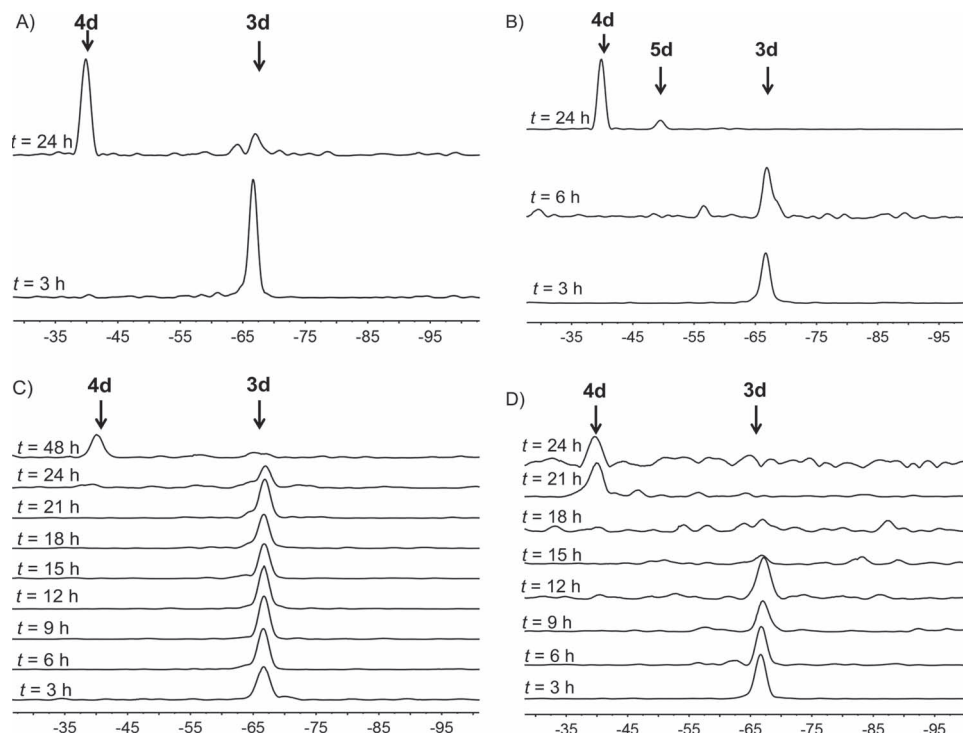 A)
4d
3d
t = 24 h
t = 3 h
-35 -45 -55 -65 -75 -85 -95
B)
4d
5d
3d
t = 24 h
t = 6 h
t = 3 h
-35 -45 -55 -65 -75 -85 -95
C)
4d
3d
t = 48 h
t = 24 h
t = 21 h
t = 18 h
t = 15 h
t = 12 h
t = 9 h
t = 6 h
t = 3 h
-35 -45 -55 -65 -75 -85 -95
D)
4d
3d
t = 24 h
t = 21 h
t = 18 h
t = 15 h
t = 12 h
t = 9 h
t = 6 h
t = 3 h
-35 -45 -55 -65 -75 -85 -95